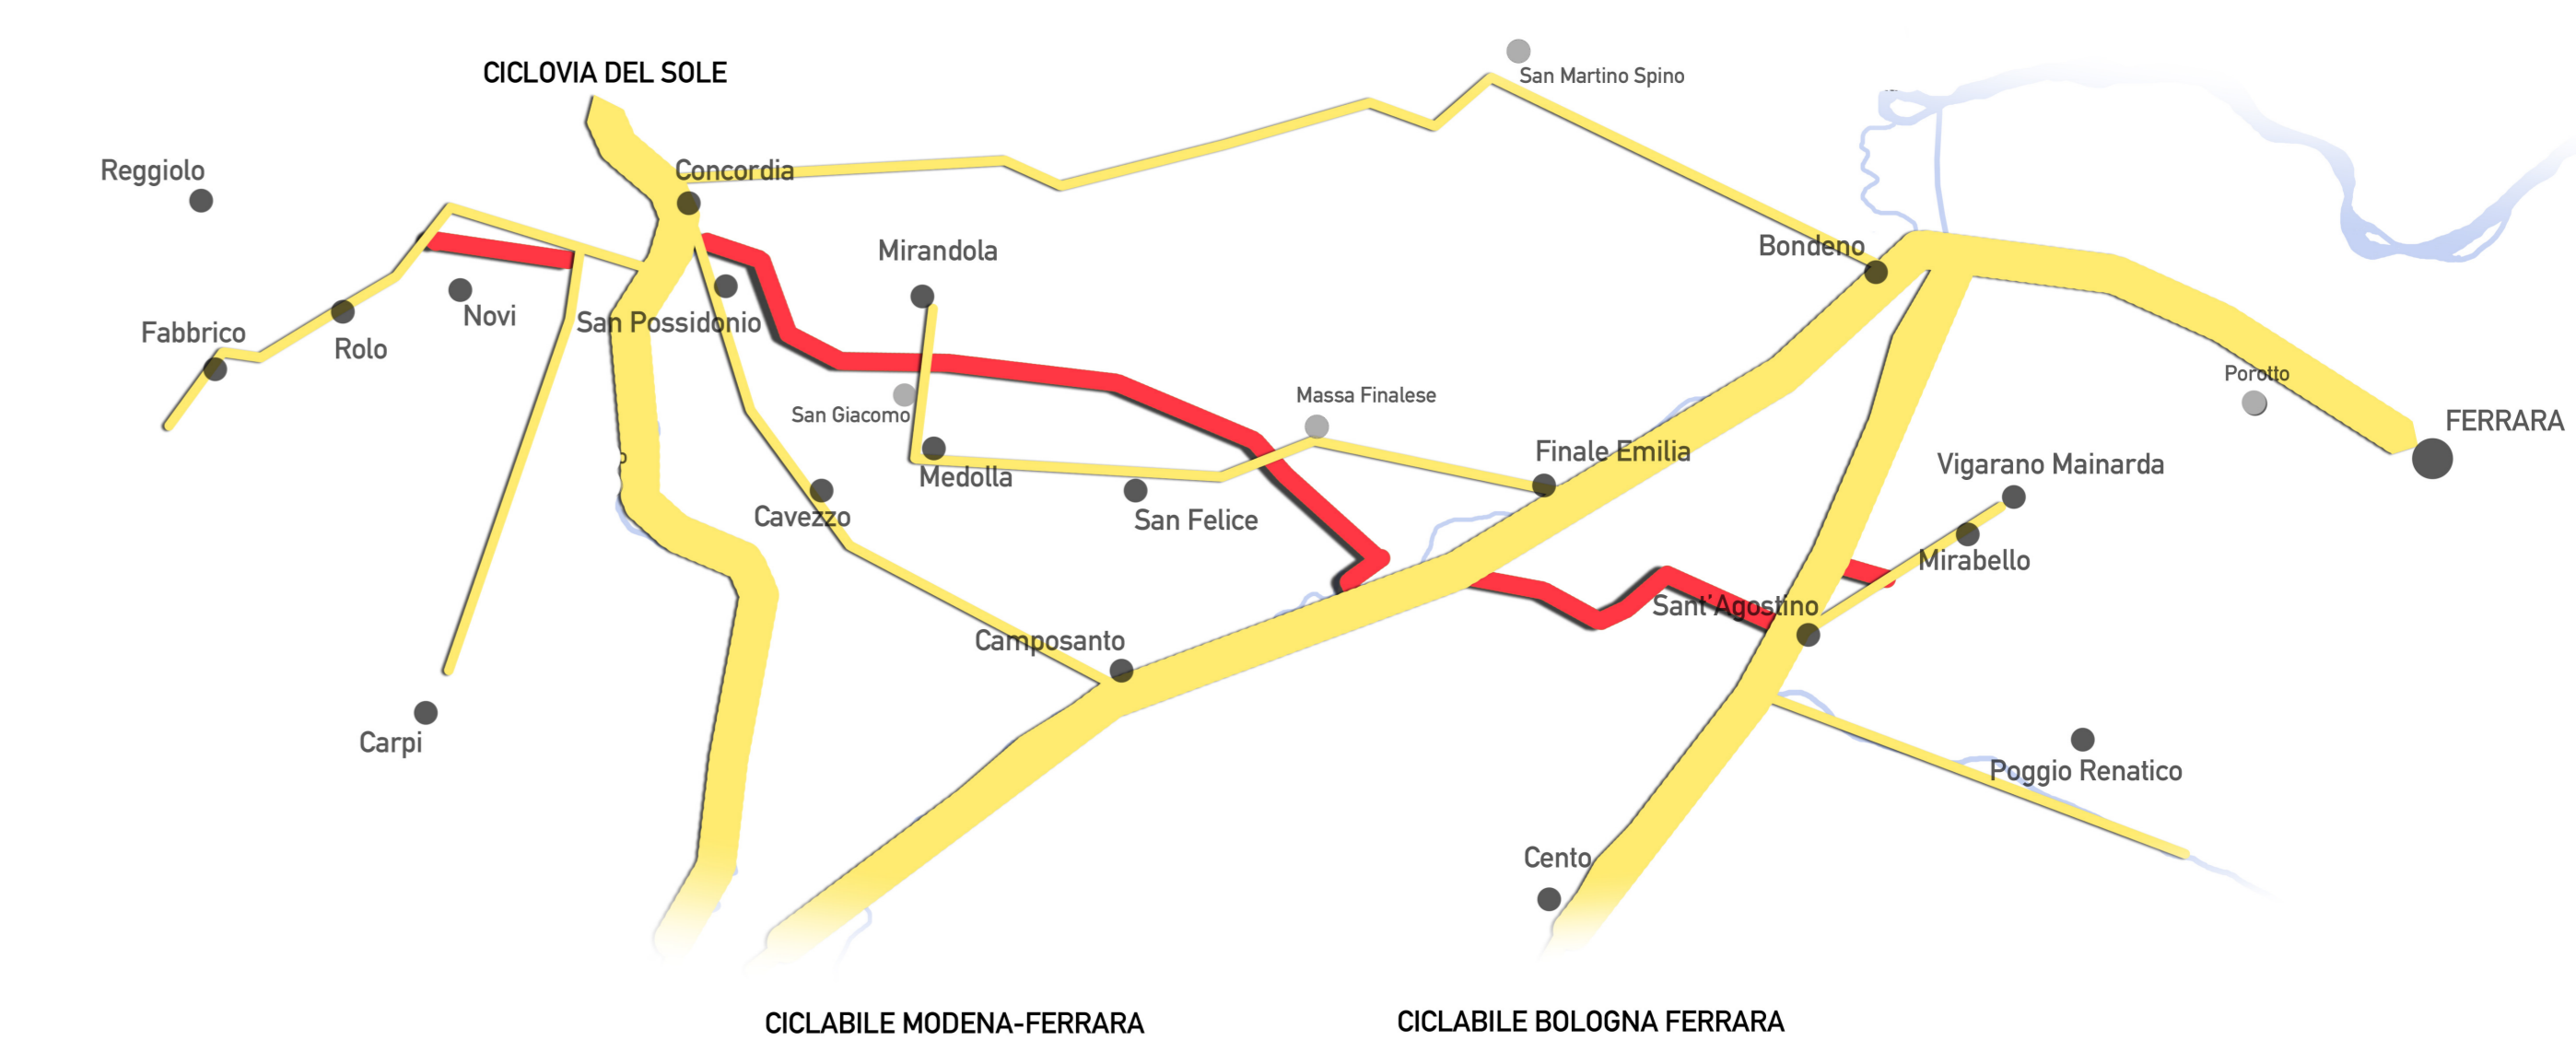 CICLOVIA DEL SOLE
San Martino Spino
Reggiolo
Concordia
Mirandola
Bondeno
Novi
San Possidonio
Fabbrico
Rolo
Porotto
San Giacomo
Massa Finalese
FERRARA
Finale Emilia
Vigarano Mainarda
Medolla
Cavezzo
San Felice
Mirabello
Sant'Agostino
Camposanto
Carpi
Poggio Renatico
Cento
CICLABILE MODENA-FERRARA
CICLABILE BOLOGNA FERRARA